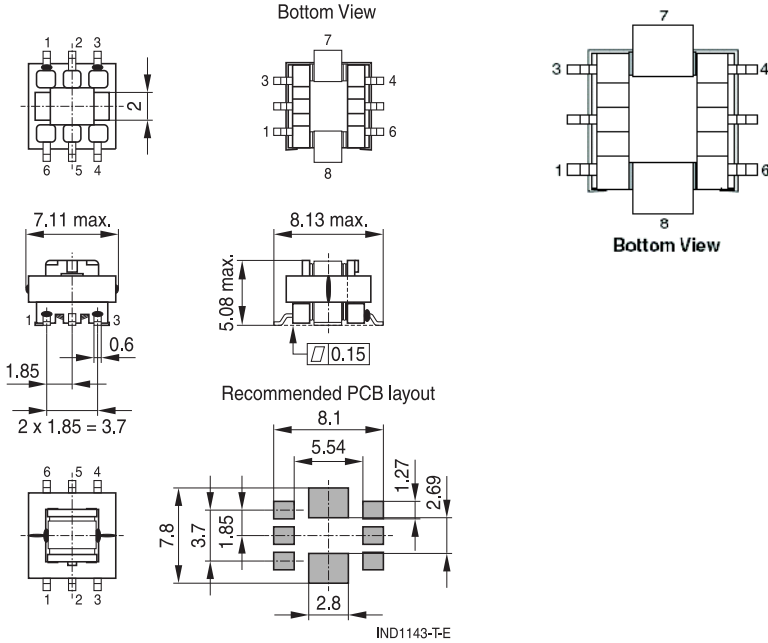 Bottom View
1 2 3
2
6 5 4
7
3 4
1 6
8
7
3 4
1 6
8
Bottom View
7.11 max.
1 3
0.6
1.85
2 x 1.85 = 3.7
8.13 max.
5.08 max.
0.15
Recommended PCB layout
8.1
5.54
1.27
2.69
7.8
3.7
1.85
2.8
6 5 4
1 2 3
IND1143-T-E